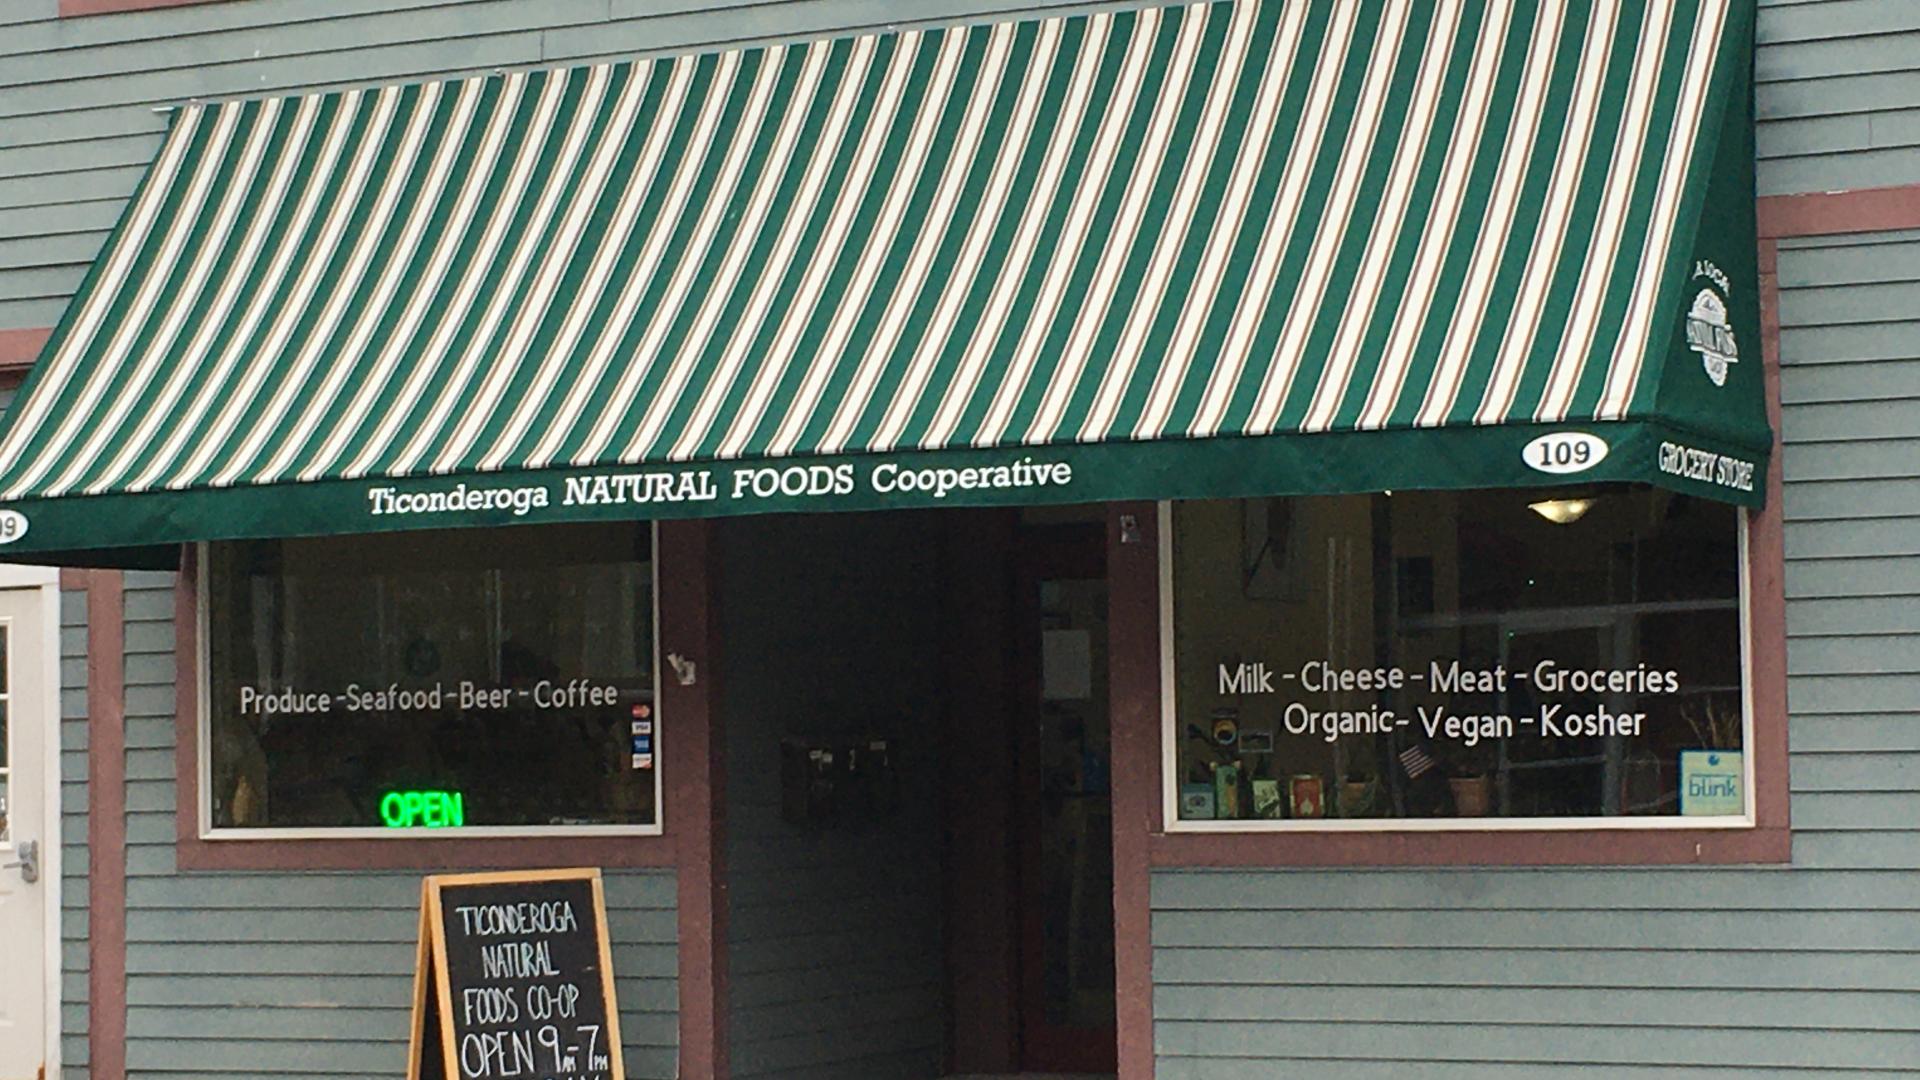 Ticonderoga NATURAL FOODS Cooperative
109
GROCERY STORE
Produce - Seafood - Beer - Coffee
OPEN
Milk - Cheese - Meat - Groceries
Organic - Vegan - Kosher
blink
TICONDEROGA
NATURAL
FOODS CO-OP
OPEN 9AM-7PM